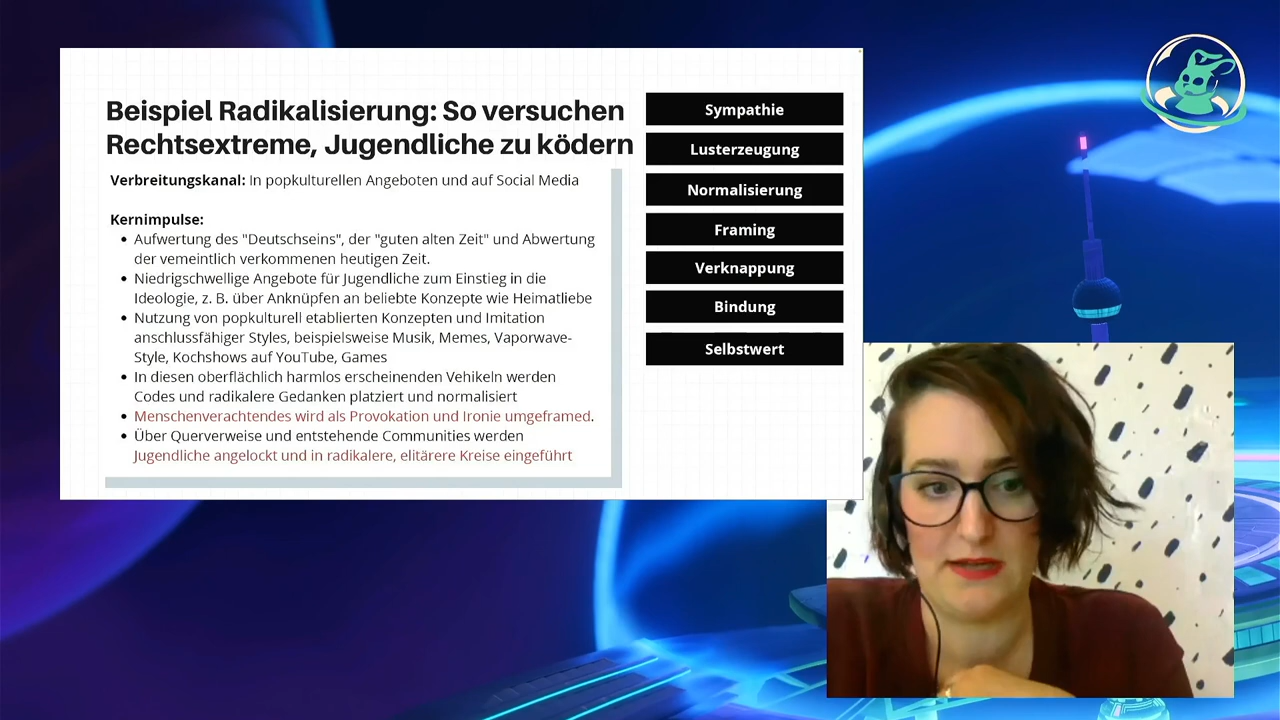 Beispiel Radikalisierung: So versuchen
Rechtsextreme, Jugendliche zu ködern
Verbreitungskanal: In popkulturellen Angeboten und auf Social Media
Kernimpulse:
• Aufwertung des "Deutschseins", der "guten alten Zeit" und Abwertung
der vemeintlich verkommenen heutigen Zeit.
• Niedrigschwellige Angebote für Jugendliche zum Einstieg in die
Ideologie, z. B. über Anknüpfen an beliebte Konzepte wie Heimatliebe
• Nutzung von popkulturell etablierten Konzepten und Imitation
anschlussfähiger Styles, beispielsweise Musik, Memes, Vaporwave-
Style, Kochshows auf YouTube, Games
• In diesen oberflächlich harmlos erscheinenden Vehikeln werden
Codes und radikalere Gedanken platziert und normalisiert
• Menschenverachtendes wird als Provokation und Ironie umgeframed.
• Über Querverweise und entstehende Communities werden
Jugendliche angelockt und in radikalere, elitärere Kreise eingeführt
Sympathie
Lusterzeugung
Normalisierung
Framing
Verknappung
Bindung
Selbstwert